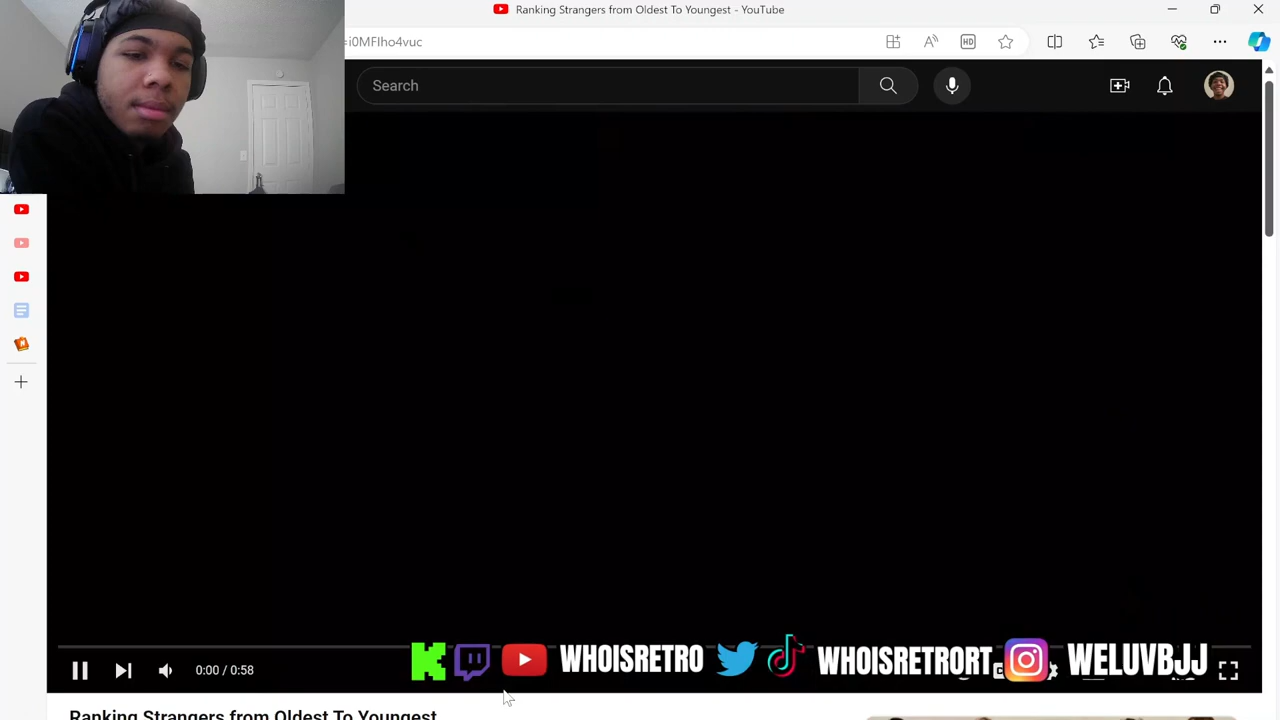 Ranking Strangers from Oldest To Youngest - YouTube
=i0MFIho4vuc
HD
Search
0:00 / 0:58
WHOISRETRO
WHOISRETRORT
WELUVBJJ
Ranking Strangers from Oldest To Youngest